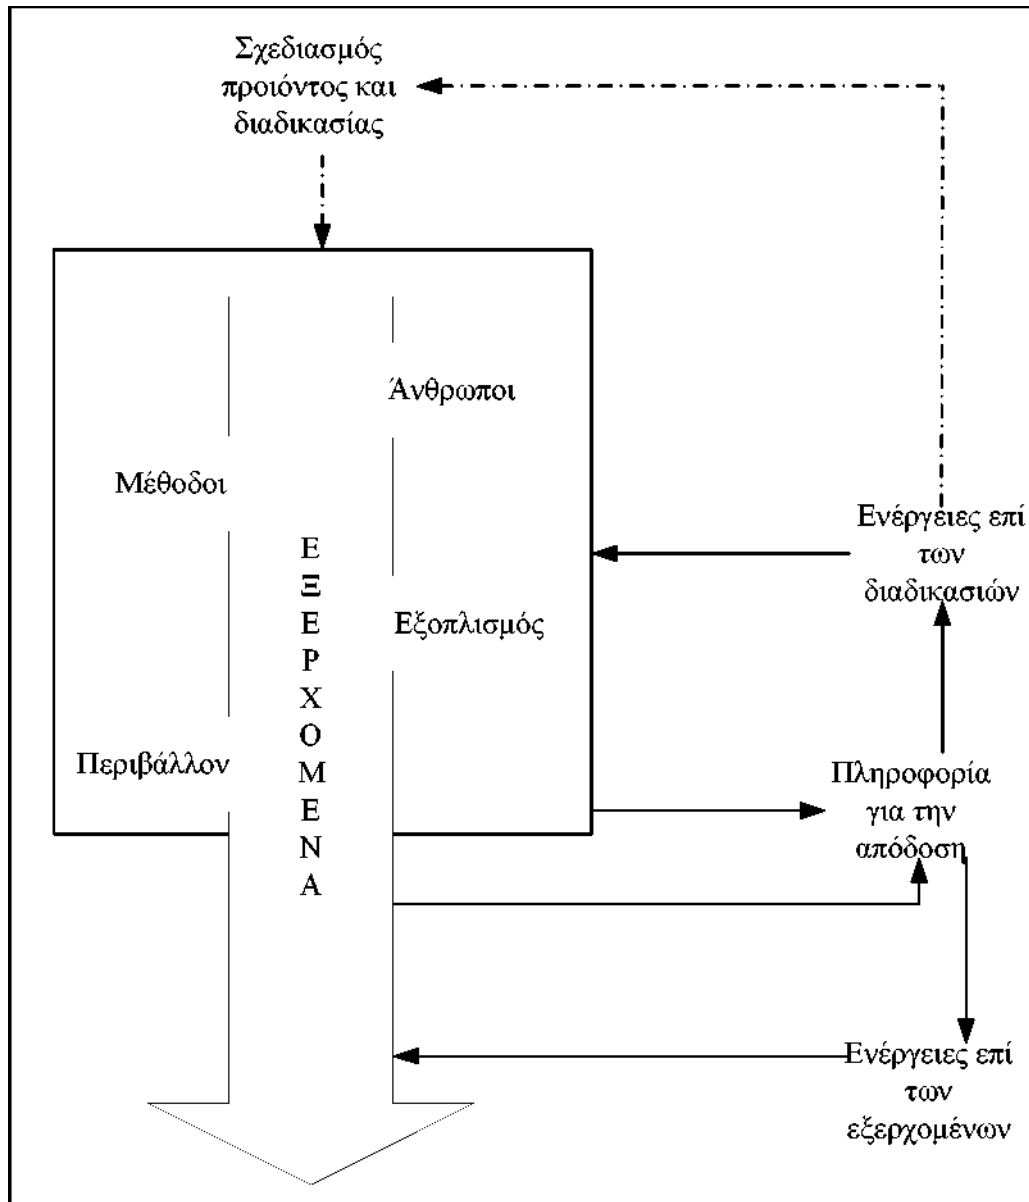 Σχεδιασμός
προιόντος και
διαδικασίας
Άνθρωποι
Μέθοδοι
Ε
Ξ
Ε
Ρ
Χ
Ο
Μ
Ε
Ν
Α
Εξοπλισμός
Περιβάλλον
Ενέργειες επί
των
διαδικασιών
Πληροφορία
για την
απόδοση
Ενέργειες επί
των
εξερχομένων